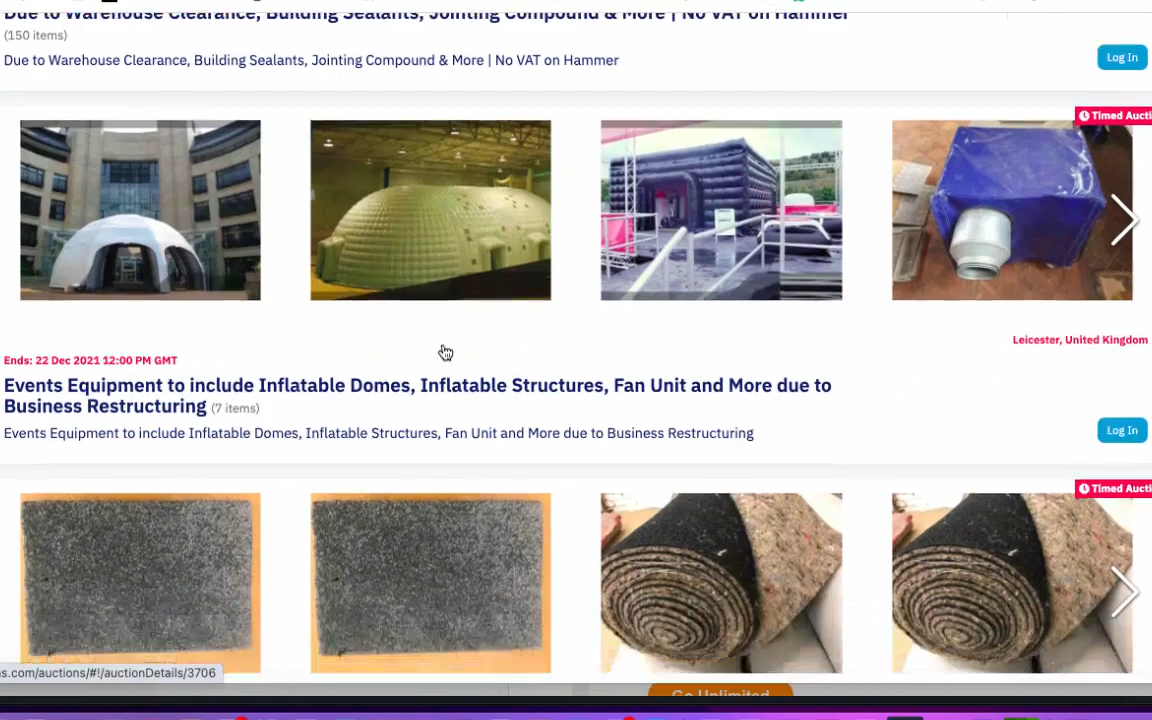 Due to Warehouse Clearance, Building Sealants, Jointing Compound & More | No VAT on Hammer
(150 items)
Due to Warehouse Clearance, Building Sealants, Jointing Compound & More | No VAT on Hammer
Log In
Timed Aucti
Leicester, United Kingdom
Ends: 22 Dec 2021 12:00 PM GMT
Events Equipment to include Inflatable Domes, Inflatable Structures, Fan Unit and More due to
Business Restructuring (7 items)
Events Equipment to include Inflatable Domes, Inflatable Structures, Fan Unit and More due to Business Restructuring
Log In
Timed Aucti
s.com/auctions/#!/auctionDetails/3706
Go Unlimited